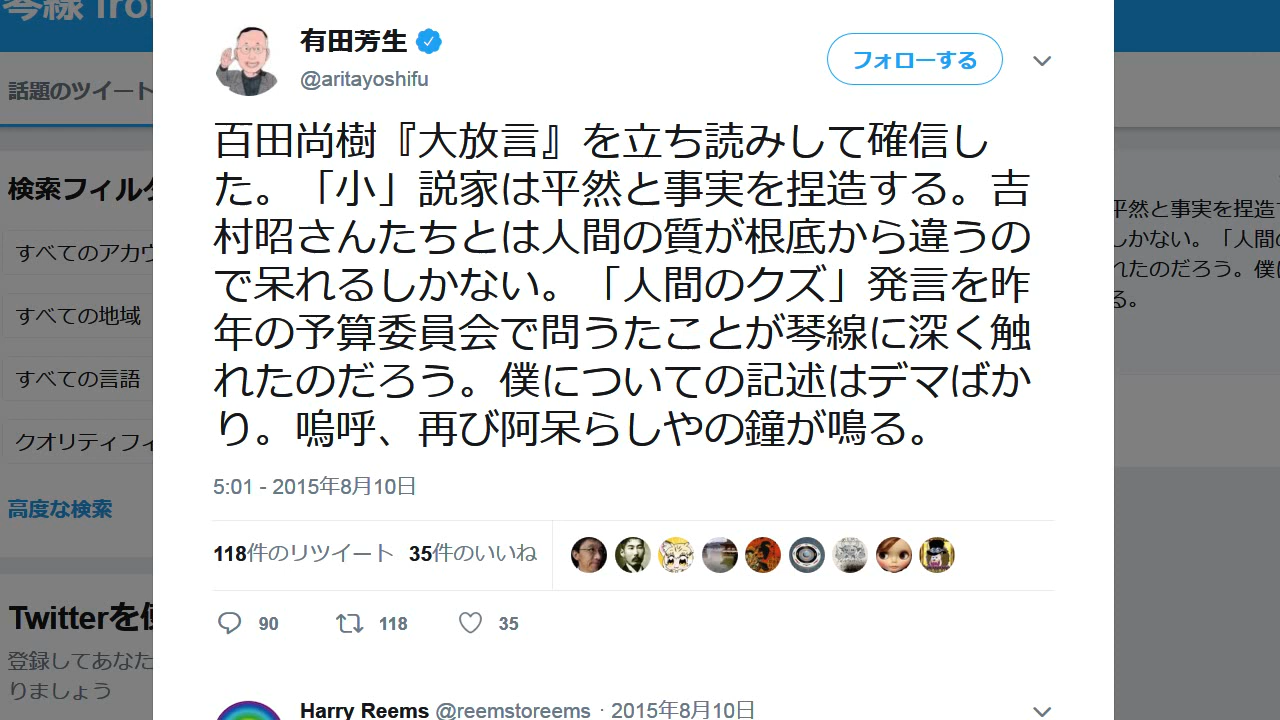 琴線 fro
話題のツイート
検索フィルタ
すべてのアカウ
すべての地域
すべての言語
クオリティフィ
高度な検索
Twitterを使
登録してあなた
りましょう
有田芳生
@aritayoshifu
フォローする
百田尚樹『大放言』を立ち読みして確信し
た。「小」説家は平然と事実を捏造する。吉
村昭さんたちとは人間の質が根底から違うの
で呆れるしかない。「人間のクズ」発言を昨
年の予算委員会で問うたことが琴線に深く触
れたのだろう。僕についての記述はデマばか
り。嗚呼、再び阿呆らしやの鐘が鳴る。
5:01 - 2015年8月10日
118件のリツイート 35件のいいね
90 118 35
Harry Reems @reemstoreems · 2015年8月10日
平然と事実を捏造す
しかない。「人間の
れたのだろう。僕に
る。